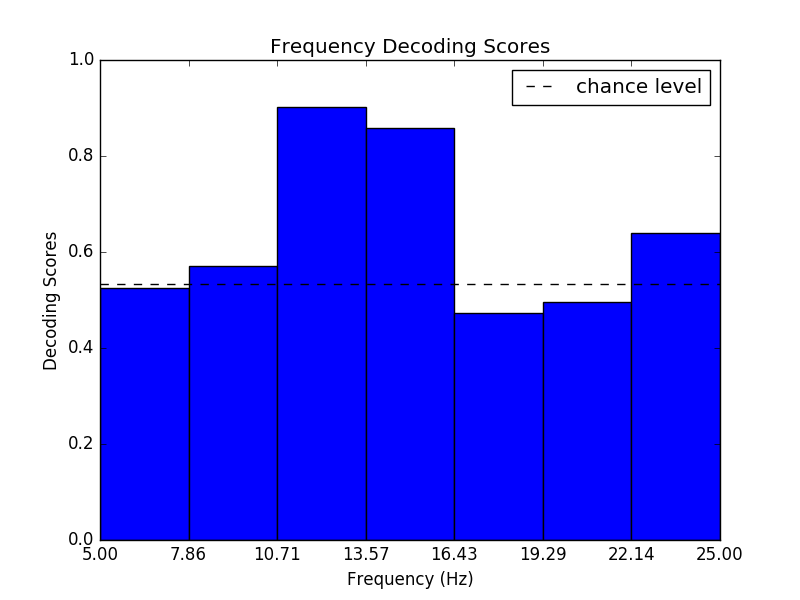 Frequency Decoding Scores
chance level
1.0
0.8
0.6
0.4
0.2
0.0
Decoding Scores
5.00 7.86 10.71 13.57 16.43 19.29 22.14 25.00
Frequency (Hz)